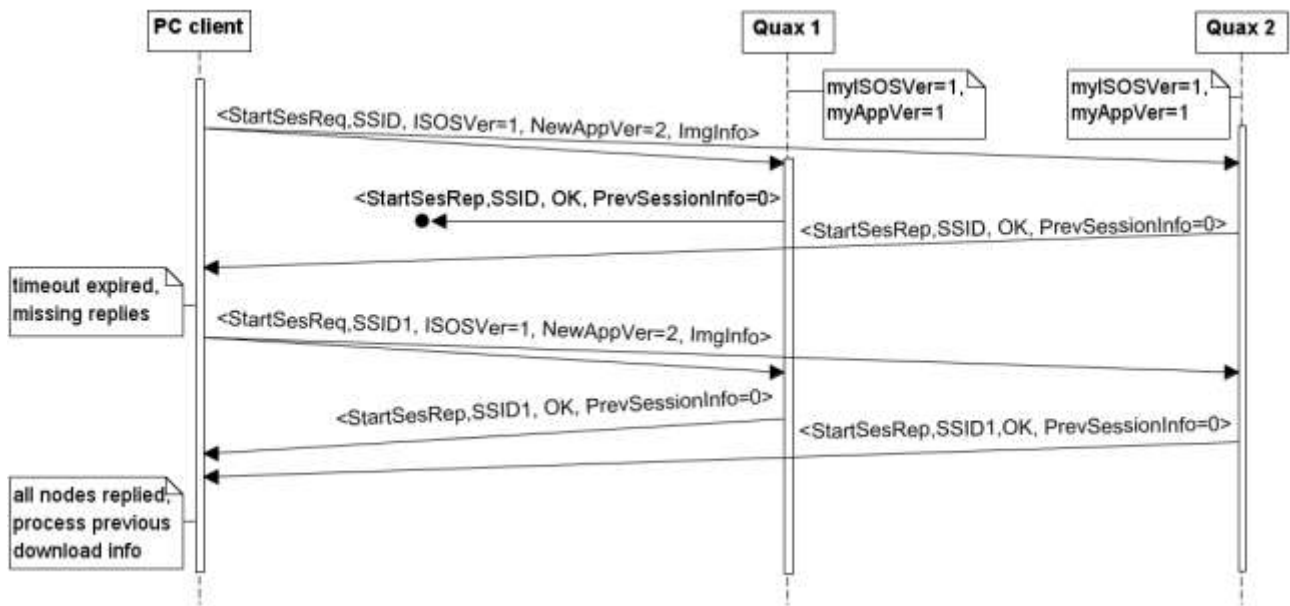 PC client
Quax 1
Quax 2
myISOSVer=1,
myAppVer=1
myISOSVer=1,
myAppVer=1
<StartSesReq,SSID, ISOSVer=1, NewAppVer=2, ImgInfo>
<StartSesRep,SSID, OK, PrevSessionInfo=0>
<StartSesRep,SSID, OK, PrevSessionInfo=0>
timeout expired,
missing replies
<StartSesReq,SSID1, ISOSVer=1, NewAppVer=2, ImgInfo>
<StartSesRep,SSID1, OK, PrevSessionInfo=0>
<StartSesRep,SSID1,OK, PrevSessionInfo=0>
all nodes replied,
process previous
download info